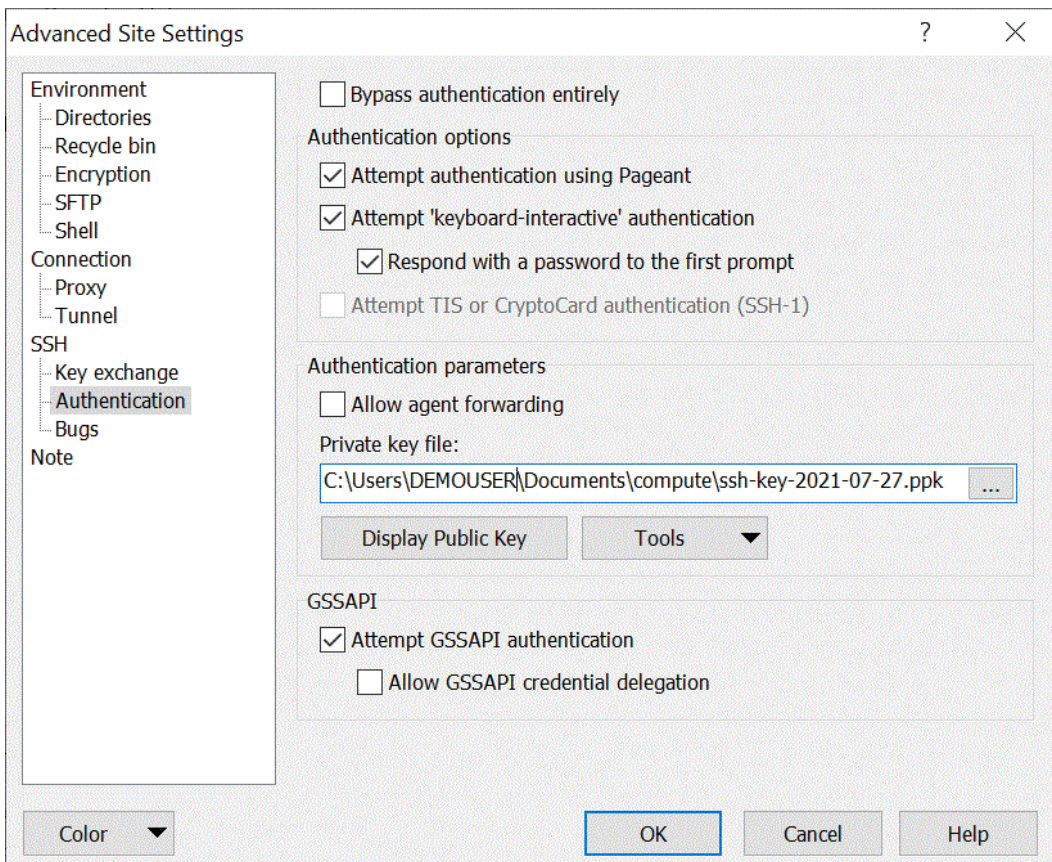 Advanced Site Settings
?
Environment
Directories
Recycle bin
Encryption
SFTP
Shell
Connection
Proxy
Tunnel
SSH
Key exchange
Authentication
Bugs
Note
Bypass authentication entirely
Authentication options
Attempt authentication using Pageant
Attempt 'keyboard-interactive' authentication
Respond with a password to the first prompt
Attempt TIS or CryptoCard authentication (SSH-1)
Authentication parameters
Allow agent forwarding
Private key file:
C:\Users\DEMOUSER\Documents\compute\ssh-key-2021-07-27.ppk
...
Display Public Key
Tools
GSSAPI
Attempt GSSAPI authentication
Allow GSSAPI credential delegation
Color
OK
Cancel
Help